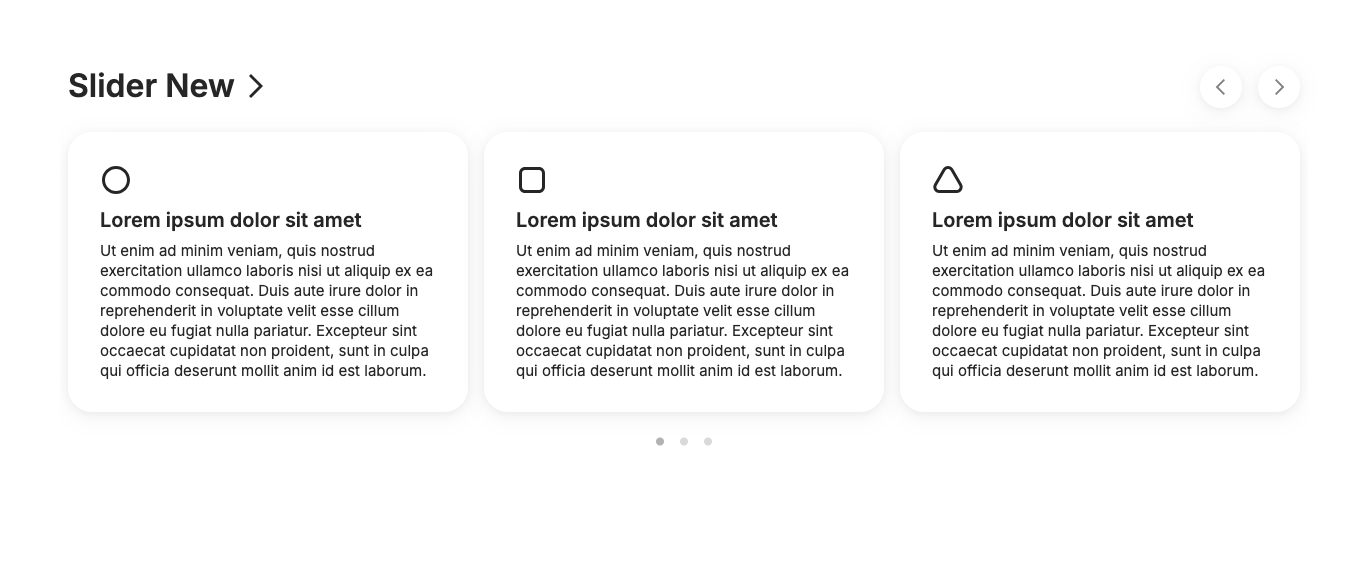 Slider New
Lorem ipsum dolor sit amet
Ut enim ad minim veniam, quis nostrud
exercitation ullamco laboris nisi ut aliquip ex ea
commodo consequat. Duis aute irure dolor in
reprehenderit in voluptate velit esse cillum
dolore eu fugiat nulla pariatur. Excepteur sint
occaecat cupidatat non proident, sunt in culpa
qui officia deserunt mollit anim id est laborum.
Lorem ipsum dolor sit amet
Ut enim ad minim veniam, quis nostrud
exercitation ullamco laboris nisi ut aliquip ex ea
commodo consequat. Duis aute irure dolor in
reprehenderit in voluptate velit esse cillum
dolore eu fugiat nulla pariatur. Excepteur sint
occaecat cupidatat non proident, sunt in culpa
qui officia deserunt mollit anim id est laborum.
Lorem ipsum dolor sit amet
Ut enim ad minim veniam, quis nostrud
exercitation ullamco laboris nisi ut aliquip ex ea
commodo consequat. Duis aute irure dolor in
reprehenderit in voluptate velit esse cillum
dolore eu fugiat nulla pariatur. Excepteur sint
occaecat cupidatat non proident, sunt in culpa
qui officia deserunt mollit anim id est laborum.